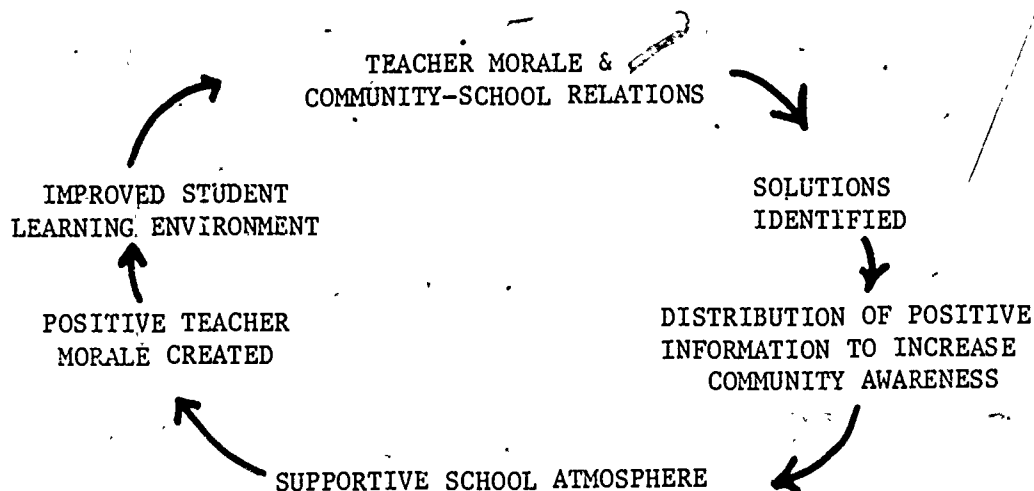 TEACHER MORALE &
COMMUNITY-SCHOOL RELATIONS
SOLUTIONS
IDENTIFIED
DISTRIBUTION OF POSITIVE
INFORMATION TO INCREASE
COMMUNITY AWARENESS
SUPPORTIVE SCHOOL ATMOSPHERE
POSITIVE TEACHER
MORALE CREATED
IMPROVED STUDENT
LEARNING ENVIRONMENT